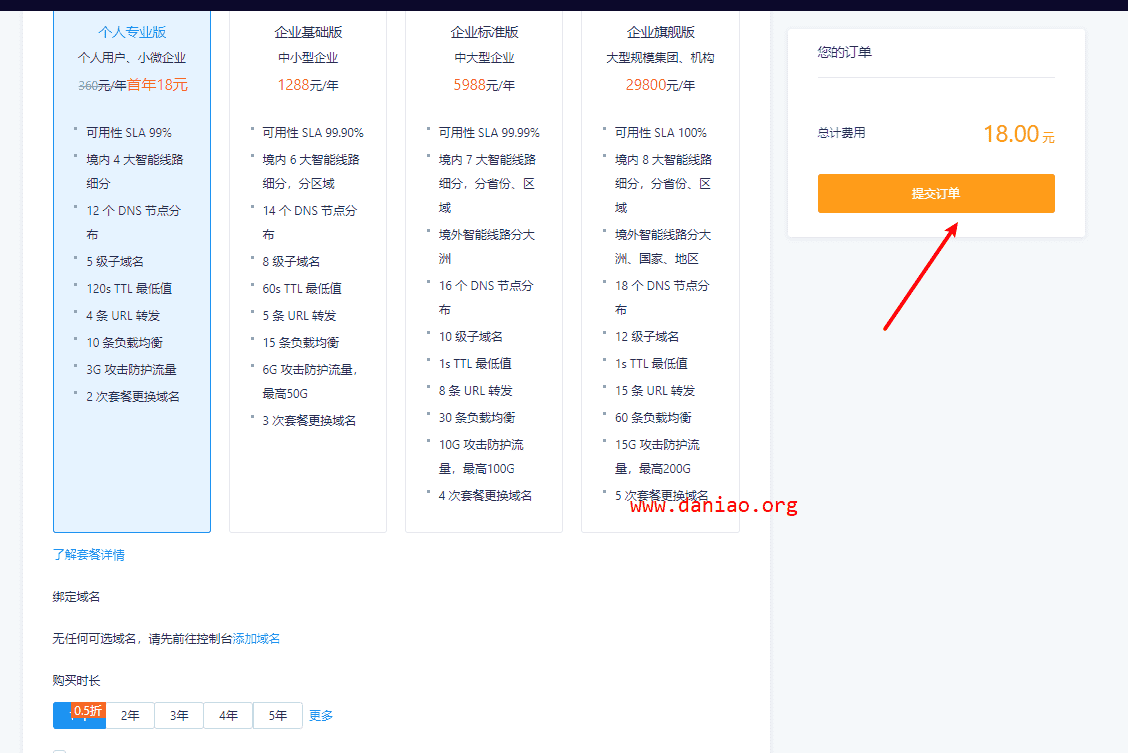 个人专业版
个人用户、小微企业
360元/年首年18元
可用性 SLA 99%
境内 4 大智能线路
细分
12 个 DNS 节点分
布
5 级子域名
120s TTL 最低值
4 条 URL 转发
10 条负载均衡
3G 攻击防护流量
2 次套餐更换域名
企业基础版
中小型企业
1288元/年
可用性 SLA 99.90%
境内 6 大智能线路
细分，分区域
14 个 DNS 节点分
布
8 级子域名
60s TTL 最低值
5 条 URL 转发
15 条负载均衡
6G 攻击防护流量，
最高50G
3 次套餐更换域名
企业标准版
中大型企业
5988元/年
可用性 SLA 99.99%
境内 7 大智能线路
细分，分省份、区
域
境外智能线路分大
洲
16 个 DNS 节点分
布
10 级子域名
1s TTL 最低值
8 条 URL 转发
30 条负载均衡
10G 攻击防护流
量，最高100G
4 次套餐更换域名
企业旗舰版
大型规模集团、机构
29800元/年
可用性 SLA 100%
境内 8 大智能线路
细分，分省份、区
域
境外智能线路分大
洲、国家、地区
18 个 DNS 节点分
布
12 级子域名
1s TTL 最低值
15 条 URL 转发
60 条负载均衡
15G 攻击防护流
量，最高200G
5 次套餐更换域名
www.daniao.org
您的订单
总计费用
18.00 元
提交订单
了解套餐详情
绑定域名
无任何可选域名，请先前往控制台添加域名
购买时长
0.5折
2年
3年
4年
5年
更多